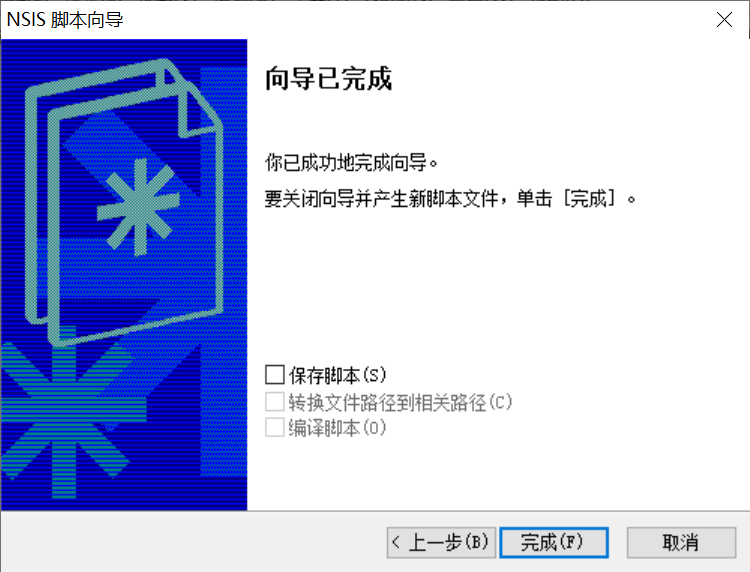 NSIS 脚本向导
向导已完成
你已成功地完成向导。
要关闭向导并产生新脚本文件，单击 [完成] 。
保存脚本(S)
转换文件路径到相关路径(C)
编译脚本(O)
< 上一步(B)
完成(F)
取消